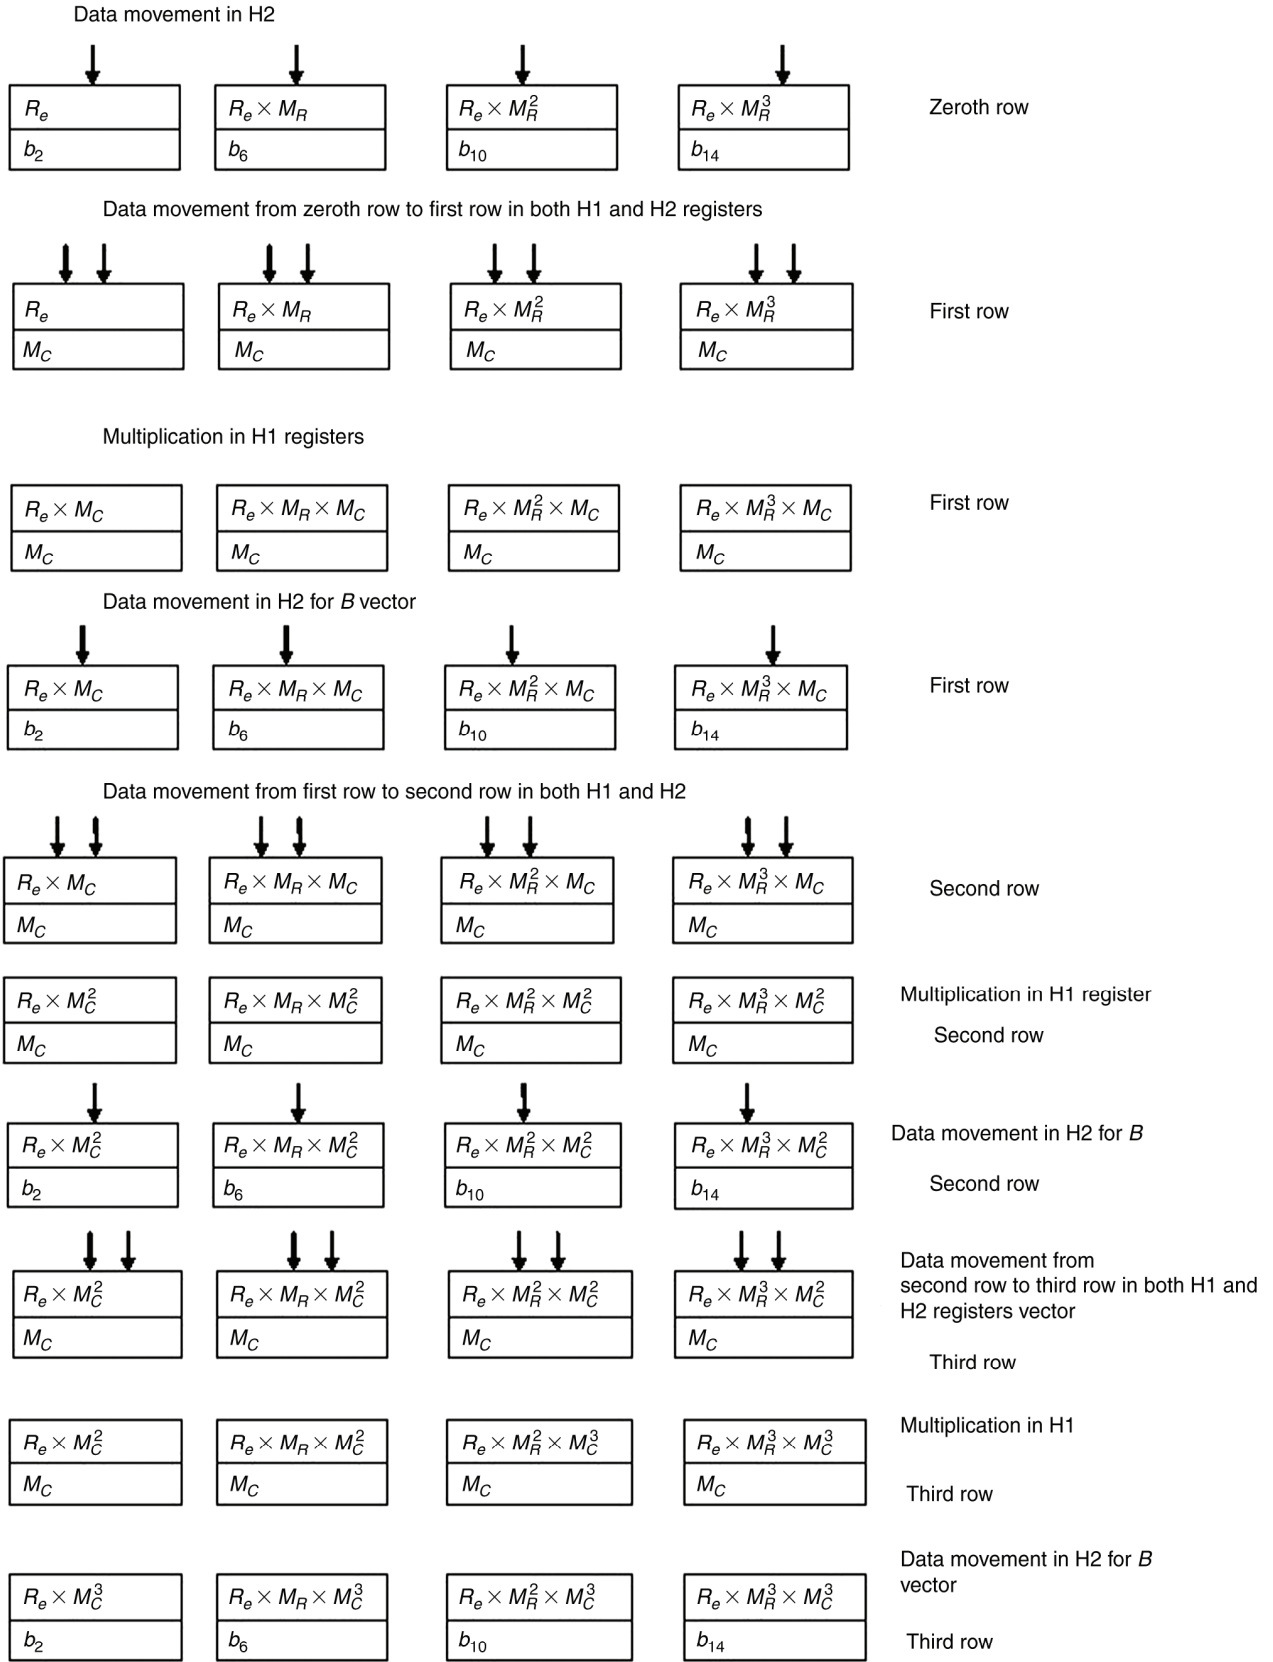 Data movement in H2
R_e R_e × M_R R_e × M_R^2 R_e × M_R^3 Zeroth row
b_2 b_6 b_10 b_14
Data movement from zeroth row to first row in both H1 and H2 registers
R_e R_e × M_R R_e × M_R^2 R_e × M_R^3 First row
M_C M_C M_C M_C
Multiplication in H1 registers
R_e × M_C R_e × M_R × M_C R_e × M_R^2 × M_C R_e × M_R^3 × M_C First row
M_C M_C M_C M_C
Data movement in H2 for B vector
R_e × M_C R_e × M_R × M_C R_e × M_R^2 × M_C R_e × M_R^3 × M_C First row
b_2 b_6 b_10 b_14
Data movement from first row to second row in both H1 and H2
R_e × M_C R_e × M_R × M_C R_e × M_R^2 × M_C R_e × M_R^3 × M_C Second row
M_C M_C M_C M_C
R_e × M_C^2 R_e × M_R × M_C^2 R_e × M_R^2 × M_C^2 R_e × M_R^3 × M_C^2 Multiplication in H1 register
M_C M_C M_C M_C Second row
R_e × M_C^2 R_e × M_R × M_C^2 R_e × M_R^2 × M_C^2 R_e × M_R^3 × M_C^2 Data movement in H2 for B
b_2 b_6 b_10 b_14 Second row
Data movement from
R_e × M_C^2 R_e × M_R × M_C^2 R_e × M_R^2 × M_C^2 R_e × M_R^3 × M_C^2 second row to third row in both H1 and
H2 registers vector
M_C M_C M_C M_C
Third row
R_e × M_C^2 R_e × M_R × M_C^2 R_e × M_R^2 × M_C^3 R_e × M_R^3 × M_C^3 Multiplication in H1
M_C M_C M_C M_C Third row
Data movement in H2 for B
R_e × M_C^3 R_e × M_R × M_C^3 R_e × M_R^2 × M_C^3 R_e × M_R^3 × M_C^3 vector
b_2 b_6 b_10 b_14 Third row